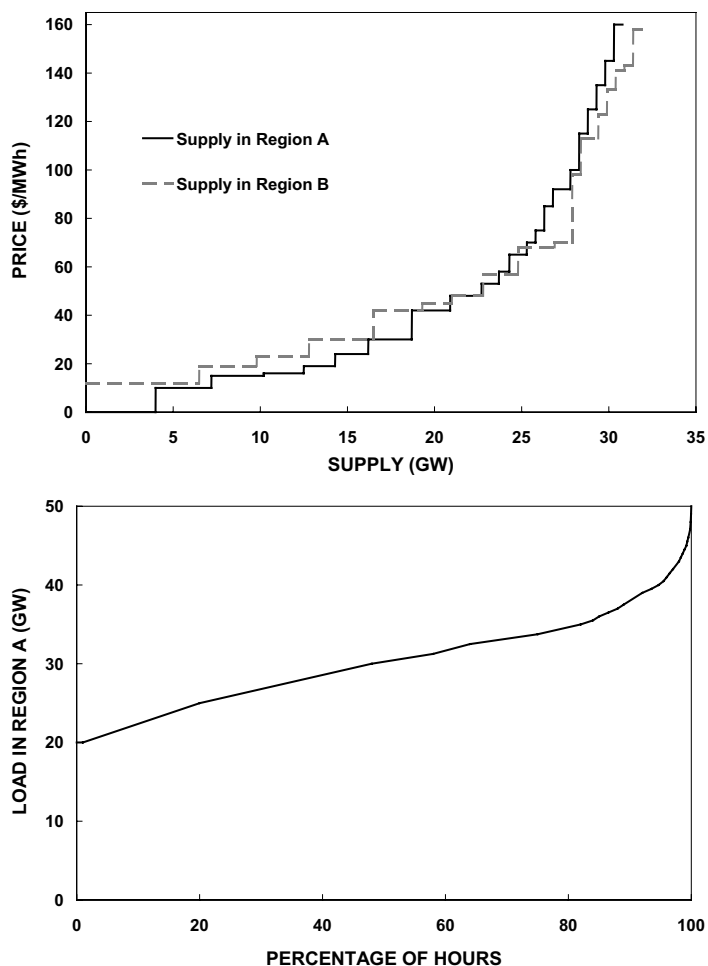 160
140
120
100
80
60
40
20
0
PRICE ($/MWh)
Supply in Region A
Supply in Region B
0 5 10 15 20 25 30 35
SUPPLY (GW)
50
40
30
20
10
0
LOAD IN REGION A (GW)
0 20 40 60 80 100
PERCENTAGE OF HOURS